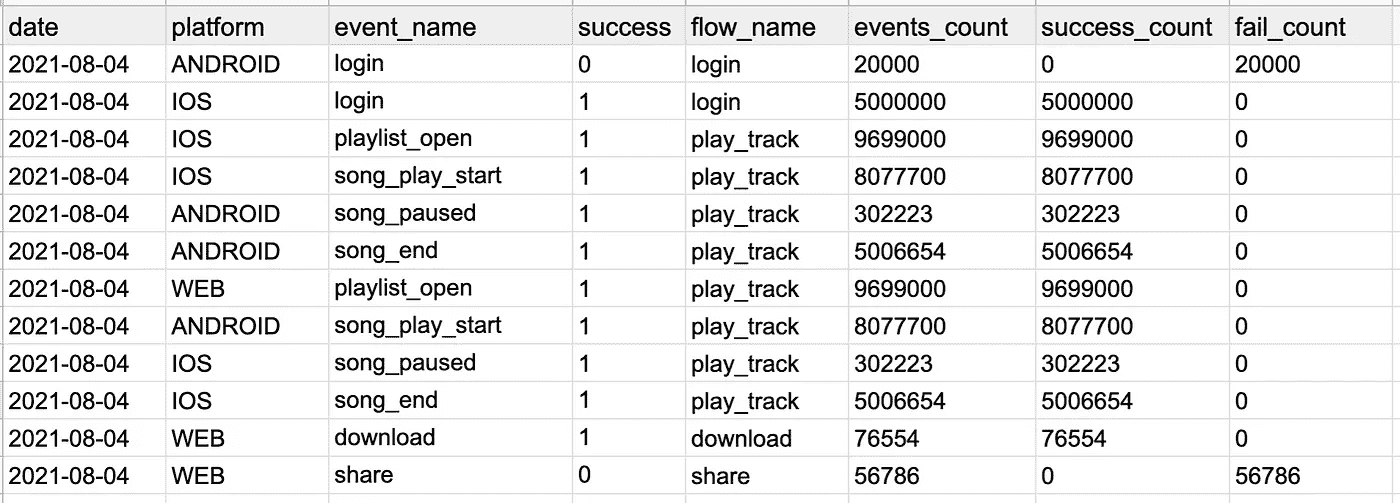 date platform event_name success flow_name events_count success_count fail_count
2021-08-04 ANDROID login 0 login 20000 0 20000
2021-08-04 IOS login 1 login 5000000 5000000 0
2021-08-04 IOS playlist_open 1 play_track 9699000 9699000 0
2021-08-04 IOS song_play_start 1 play_track 8077700 8077700 0
2021-08-04 ANDROID song_paused 1 play_track 302223 302223 0
2021-08-04 ANDROID song_end 1 play_track 5006654 5006654 0
2021-08-04 WEB playlist_open 1 play_track 9699000 9699000 0
2021-08-04 ANDROID song_play_start 1 play_track 8077700 8077700 0
2021-08-04 IOS song_paused 1 play_track 302223 302223 0
2021-08-04 IOS song_end 1 play_track 5006654 5006654 0
2021-08-04 WEB download 1 download 76554 76554 0
2021-08-04 WEB share 0 share 56786 0 56786